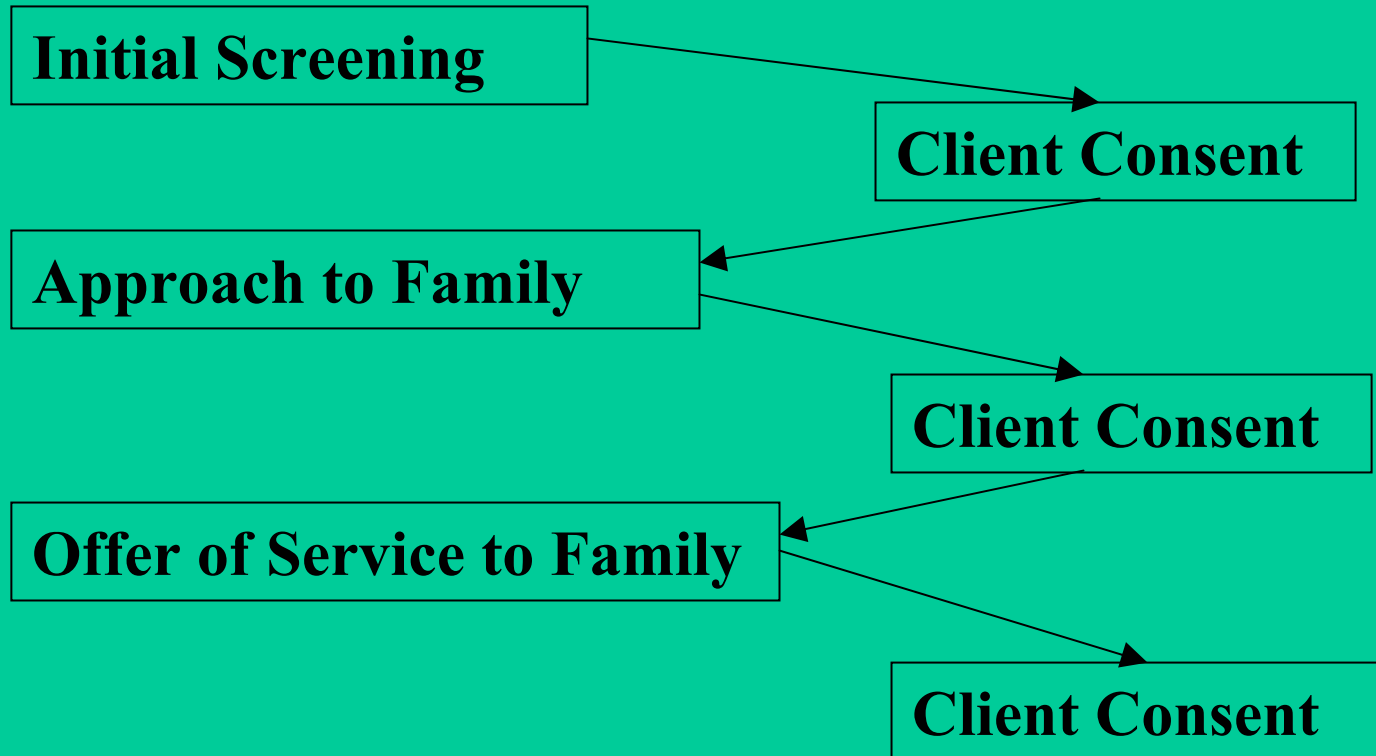 Initial Screening
Client Consent
Approach to Family
Client Consent
Offer of Service to Family
Client Consent